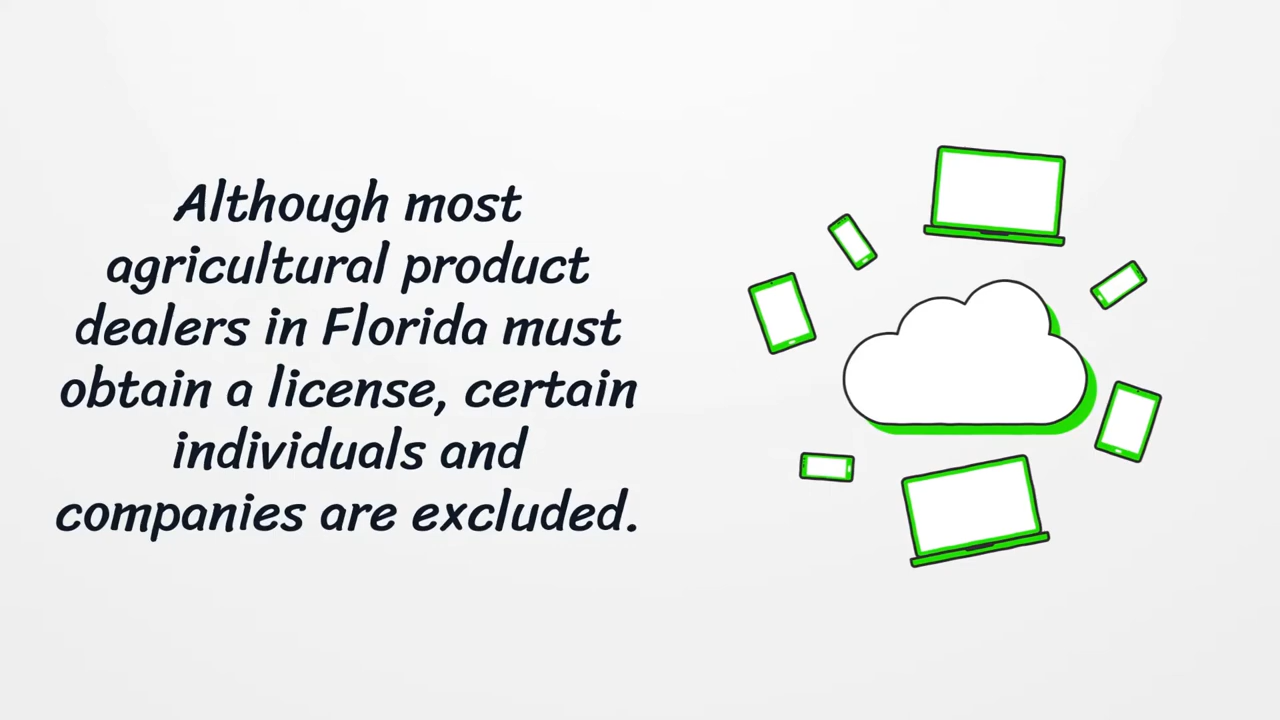 Although most
agricultural product
dealers in Florida must
obtain a license, certain
individuals and
companies are excluded.